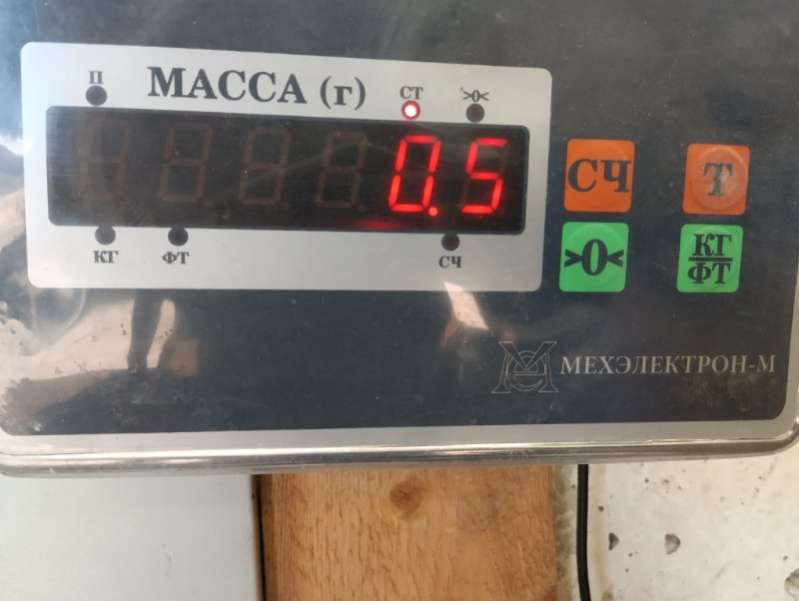 П
МАССА (г)
СТ
>0<
0.5
КГ
ФТ
СЧ
СЧ
Т
>0<
КГ
ФТ
МЕХЭЛЕКТРОН-М